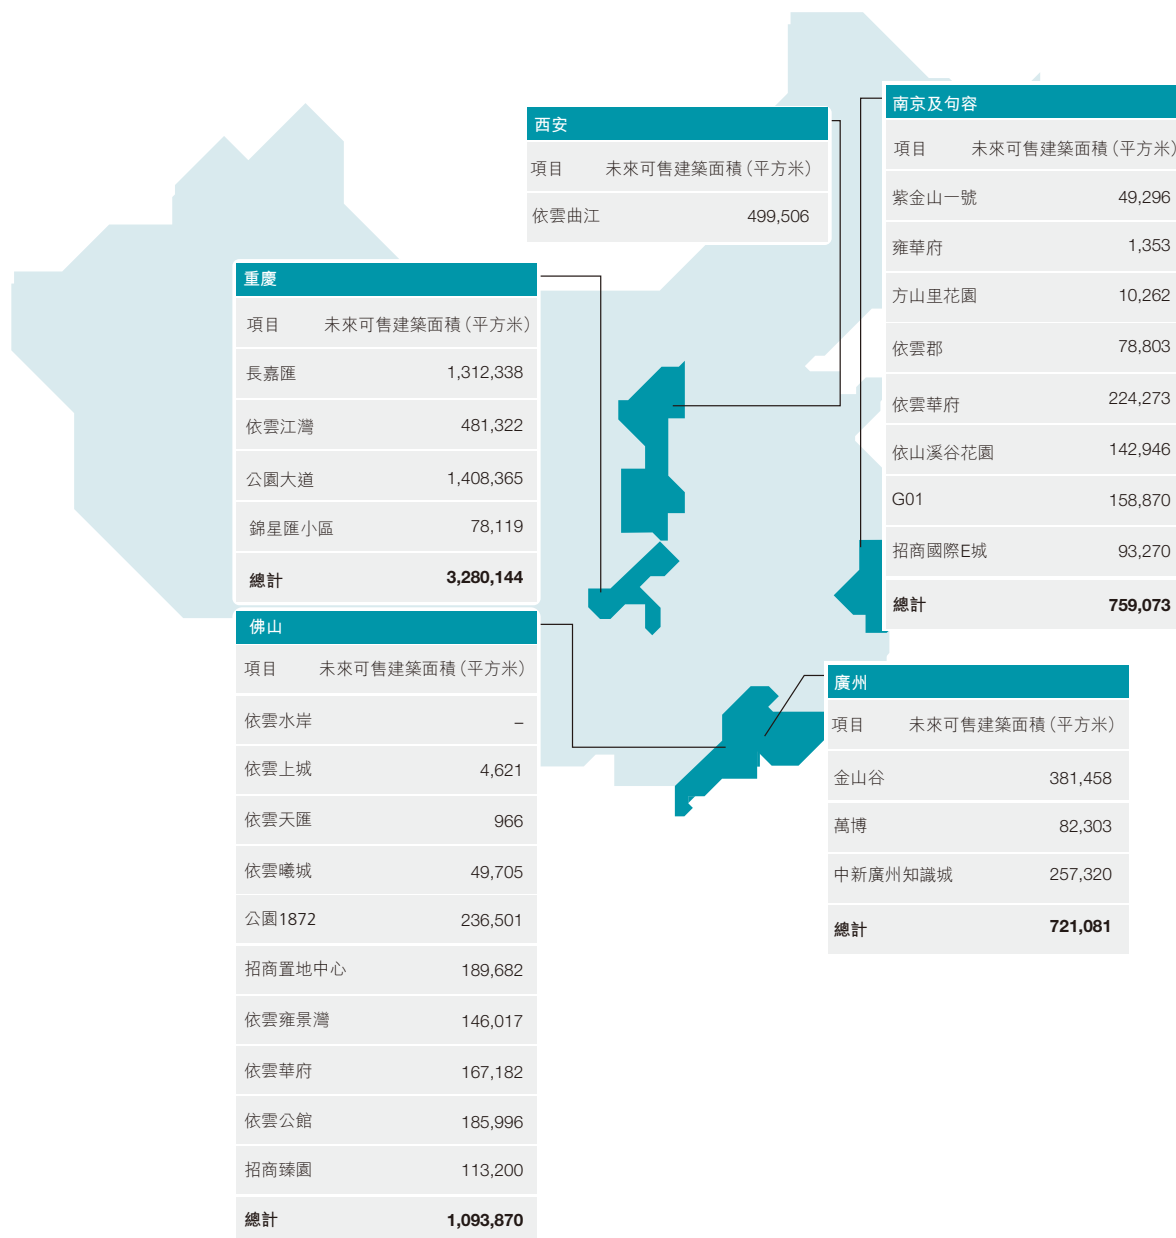 西安
項目 未來可售建築面積（平方米）
依雲曲江 499,506
南京及句容
項目 未來可售建築面積（平方米）
紫金山一號 49,296
雍華府 1,353
方山里花園 10,262
依雲郡 78,803
依雲華府 224,273
依山溪谷花園 142,946
G01 158,870
招商國際E城 93,270
總計 759,073
重慶
項目 未來可售建築面積（平方米）
長嘉匯 1,312,338
依雲江灣 481,322
公園大道 1,408,365
錦星匯小區 78,119
總計 3,280,144
佛山
項目 未來可售建築面積（平方米）
依雲水岸 –
依雲上城 4,621
依雲天匯 966
依雲曦城 49,705
公園1872 236,501
招商置地中心 189,682
依雲雍景灣 146,017
依雲華府 167,182
依雲公館 185,996
招商臻園 113,200
總計 1,093,870
廣州
項目 未來可售建築面積（平方米）
金山谷 381,458
萬博 82,303
中新廣州知識城 257,320
總計 721,081